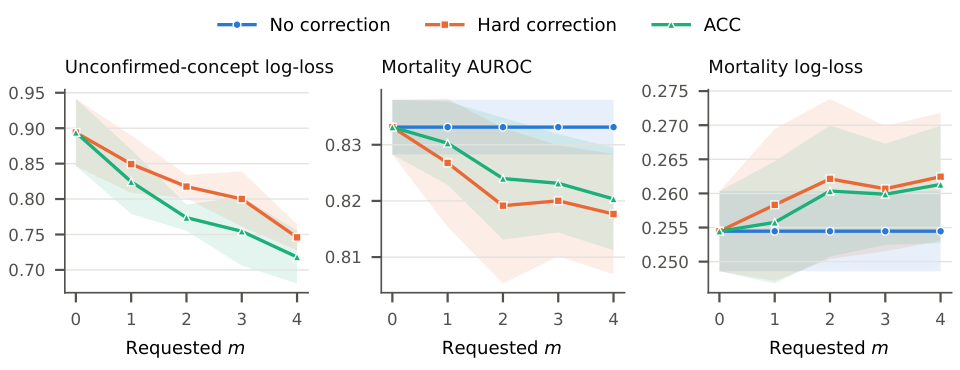 No correction Hard correction ACC
Unconfirmed-concept log-loss
0.95
0.90
0.85
0.80
0.75
0.70
0 1 2 3 4
Requested m
Mortality AUROC
0.83
0.82
0.81
0 1 2 3 4
Requested m
Mortality log-loss
0.275
0.270
0.265
0.260
0.255
0.250
0 1 2 3 4
Requested m